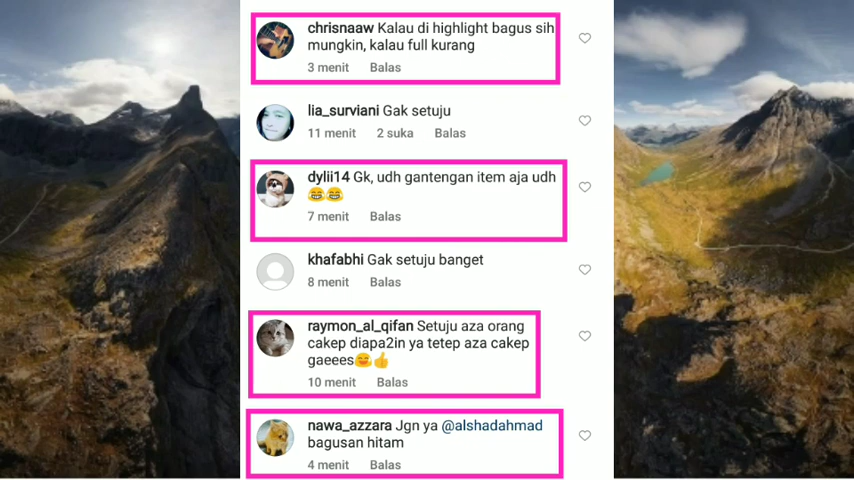 chrisnaaw Kalau di highlight bagus sih
mungkin, kalau full kurang
3 menit Balas
lia_surviani Gak setuju
11 menit 2 suka Balas
dylii14 Gk, udh gantengan item aja udh
😂😂
7 menit Balas
khafabhi Gak setuju banget
8 menit Balas
raymon_al_qifan Setuju aza orang
cakep diapa2in ya tetep aza cakep
gaeees😅👍
10 menit Balas
nawa_azzara Jgn ya @alshadahmad
bagusan hitam
4 menit Balas